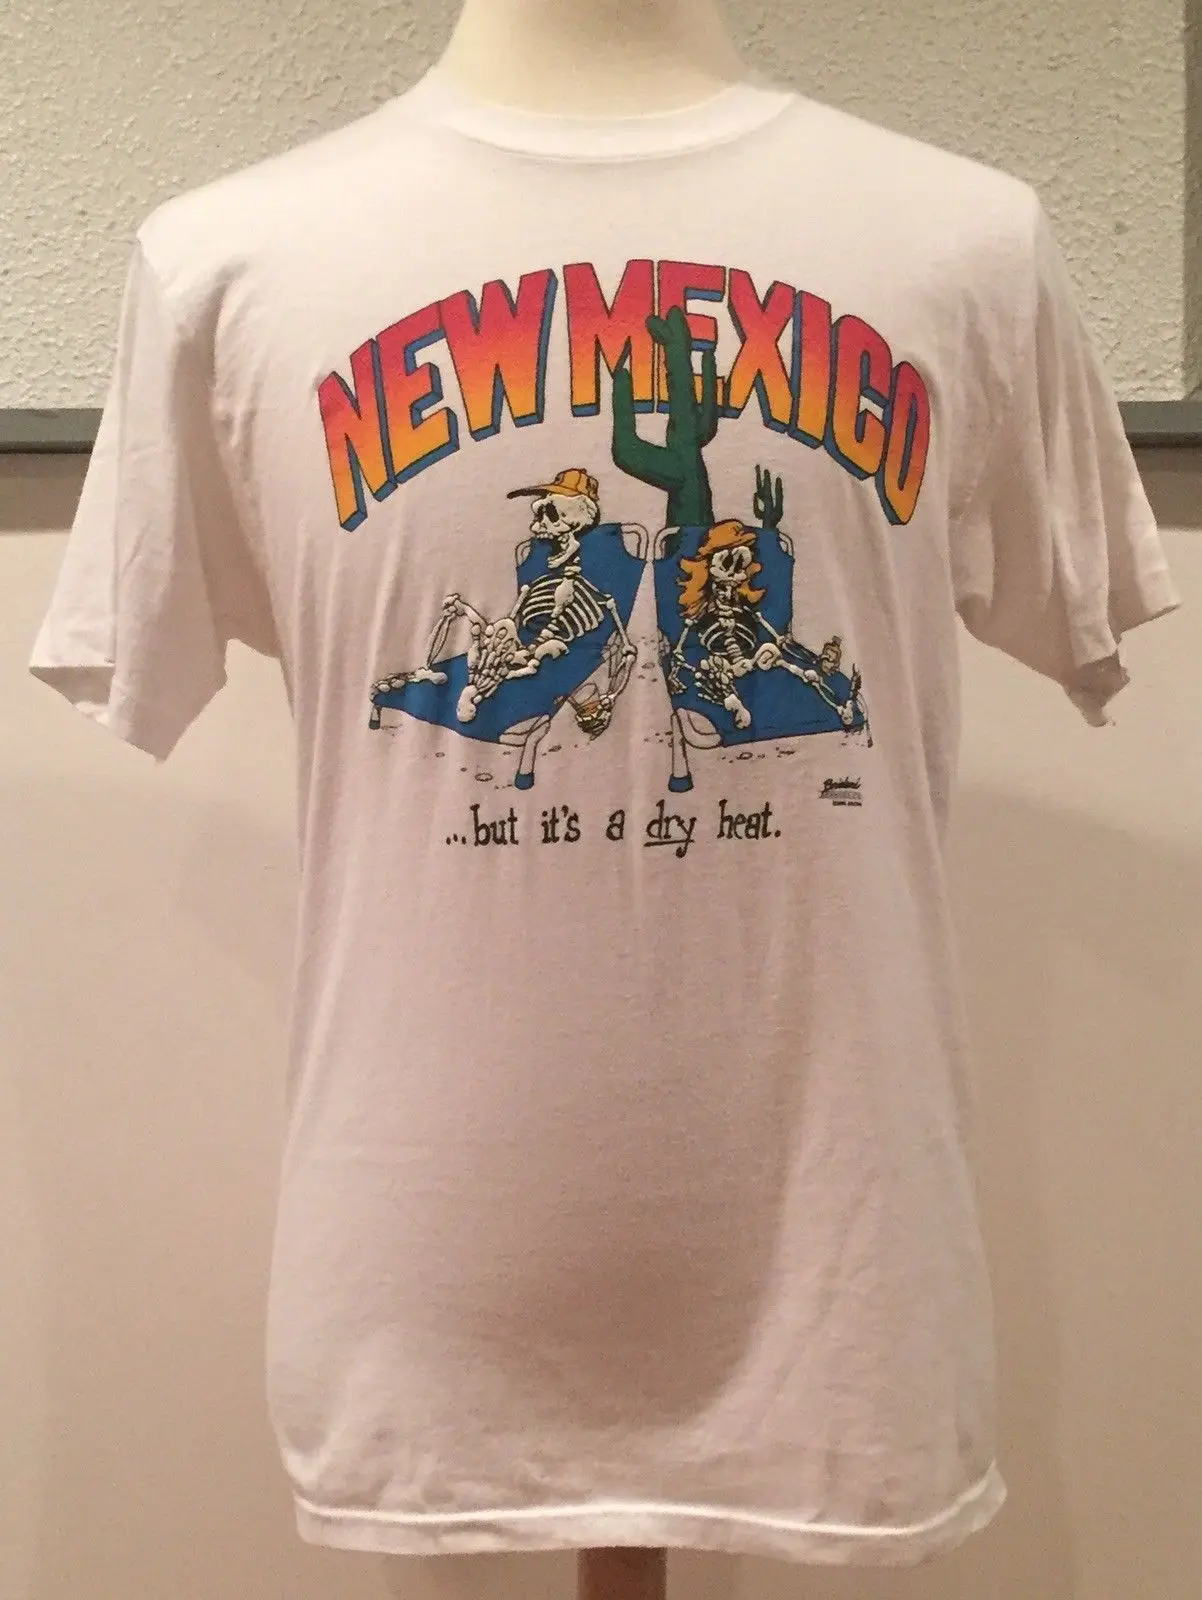 NEW MEXICO
...but it's a dry heat.